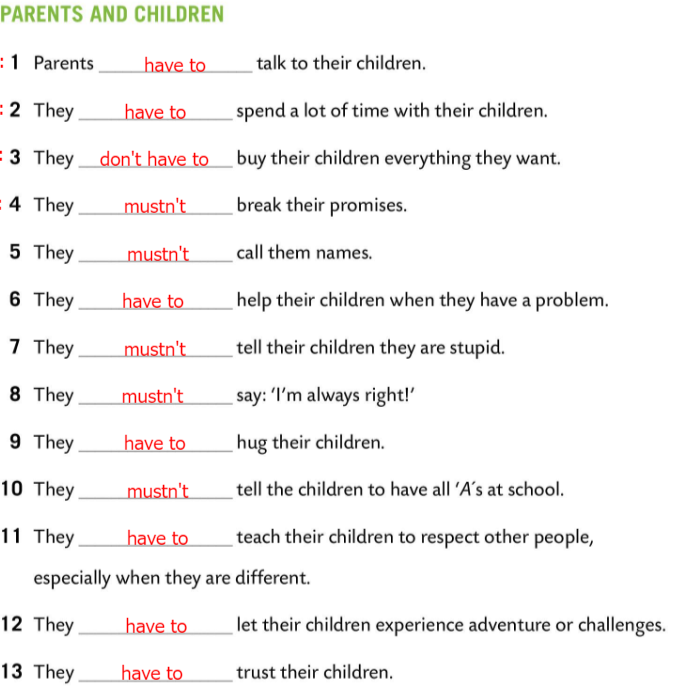 PARENTS AND CHILDREN
: 1 Parents have to talk to their children.
: 2 They have to spend a lot of time with their children.
: 3 They don't have to buy their children everything they want.
: 4 They mustn't break their promises.
5 They mustn't call them names.
6 They have to help their children when they have a problem.
7 They mustn't tell their children they are stupid.
8 They mustn't say: ‘I’m always right!’
9 They have to hug their children.
10 They mustn't tell the children to have all ‘A’s at school.
11 They have to teach their children to respect other people,
especially when they are different.
12 They have to let their children experience adventure or challenges.
13 They have to trust their children.